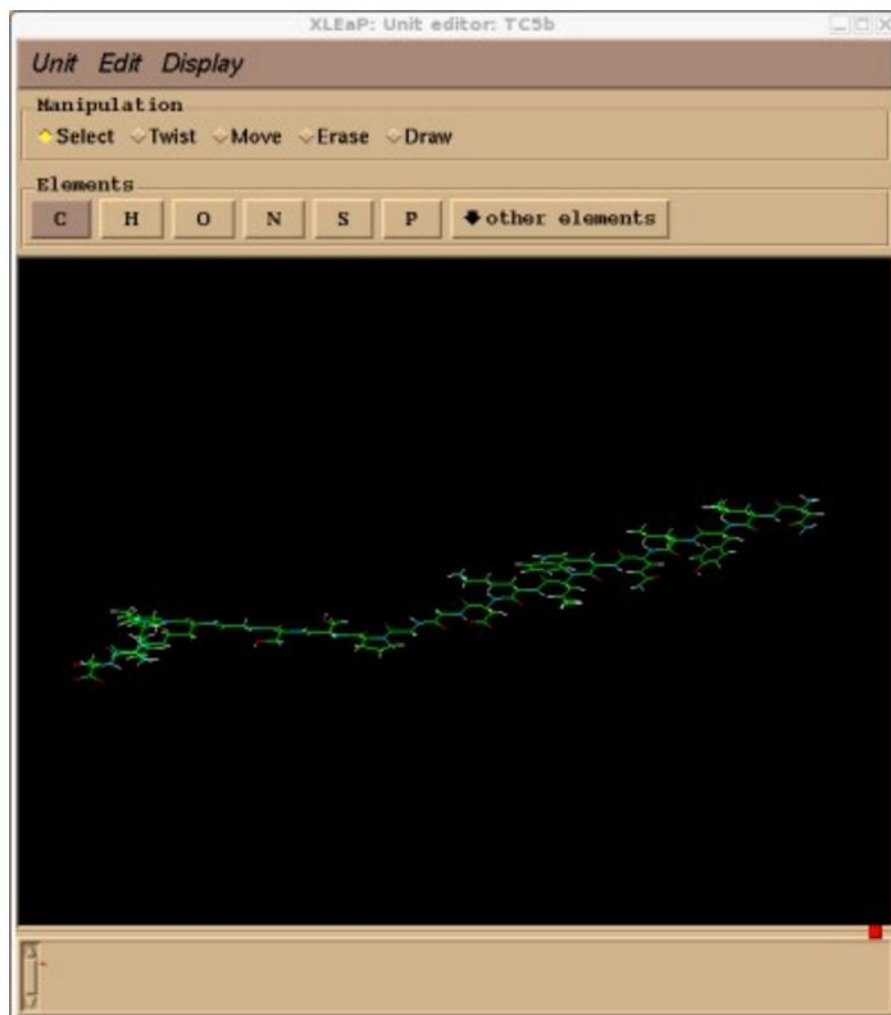 XLEaP: Unit editor: TC5b
Unit Edit Display
Manipulation
Select Twist Move Erase Draw
Elements
C H O N S P other elements